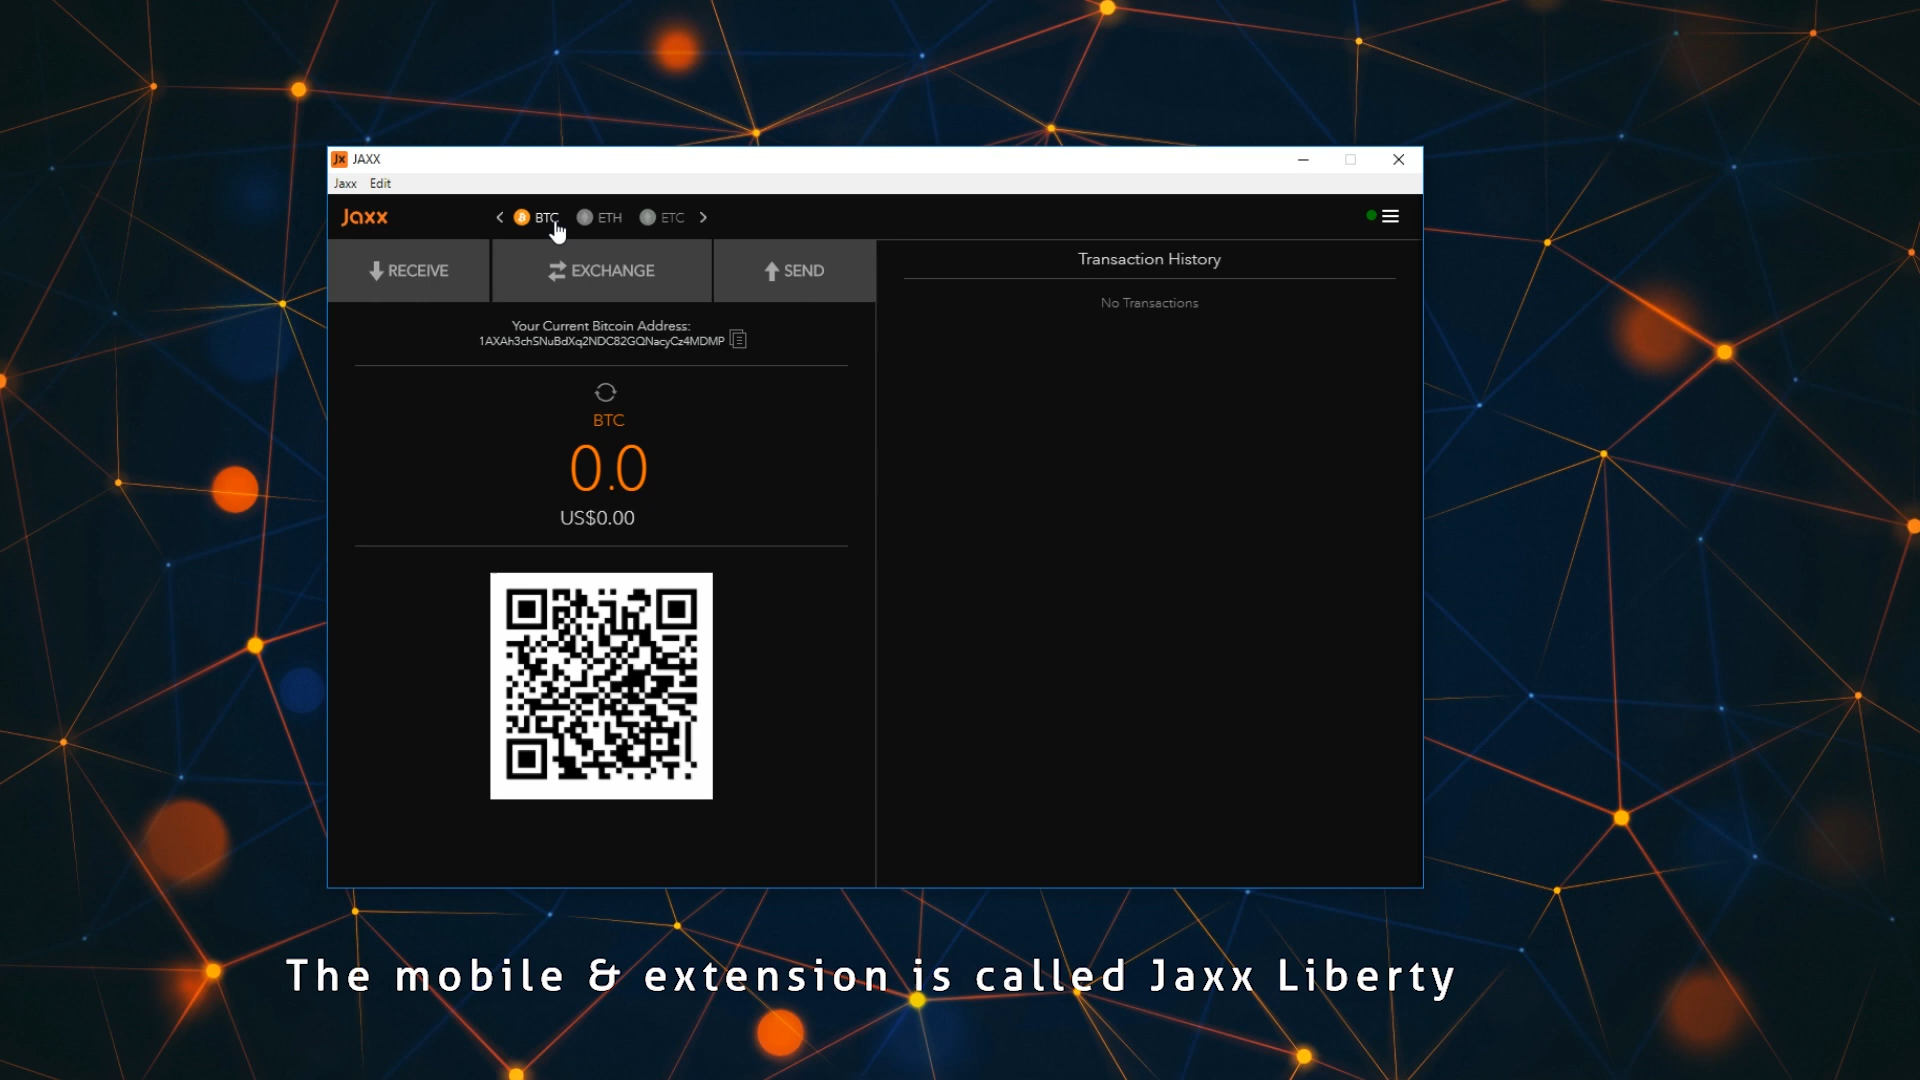 JAXX
Jaxx Edit
Jaxx
BTC ETH ETC
RECEIVE EXCHANGE SEND
Your Current Bitcoin Address:
1AXAh3chSNuBdXq2NDC82GQNacyCz4MDMP
BTC
0.0
US$0.00
Transaction History
No Transactions
The mobile & extension is called Jaxx Liberty